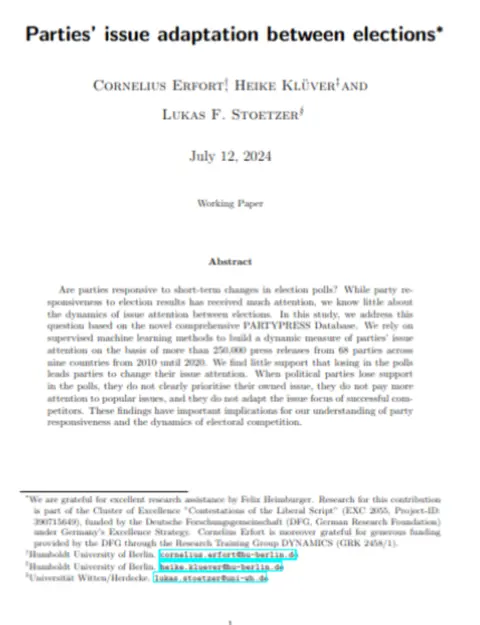 Parties' issue adaptation between elections*
Cornelius Erfort† Heike Klüver‡ and
Lukas F. Stoetzer§
July 12, 2024
Working Paper
Abstract
Are parties responsive to short-term changes in election polls? While party re-
sponsiveness to election results has received much attention, we know little about
the dynamics of issue attention between elections. In this study, we address this
question based on the novel comprehensive PARTYPRESS Database. We rely on
supervised machine learning methods to build a dynamic measure of parties' issue
attention on the basis of more than 250,000 press releases from 68 parties across
nine countries from 2010 until 2020. We find little support that losing in the polls
leads parties to change their issue attention. When political parties lose support
in the polls, they do not clearly prioritise their owned issue, they do not pay more
attention to popular issues, and they do not adapt the issue focus of successful com-
petitors. These findings have important implications for our understanding of party
responsiveness and the dynamics of electoral competition.
*We are grateful for excellent research assistance by Felix Heimburger. Research for this contribution
is part of the Cluster of Excellence "Contestations of the Liberal Script" (EXC 2055, Project-ID:
390715649), funded by the Deutsche Forschungsgemeinschaft (DFG, German Research Foundation)
under Germany's Excellence Strategy. Cornelius Erfort is moreover grateful for generous funding
provided by the DFG through the Research Training Group DYNAMICS (GRK 2458/1).
†Humboldt University of Berlin. cornelius.erfort@hu-berlin.de
‡Humboldt University of Berlin. heike.kluever@hu-berlin.de
§Universität Witten/Herdecke. lukas.stoetzer@uni-wh.de
1